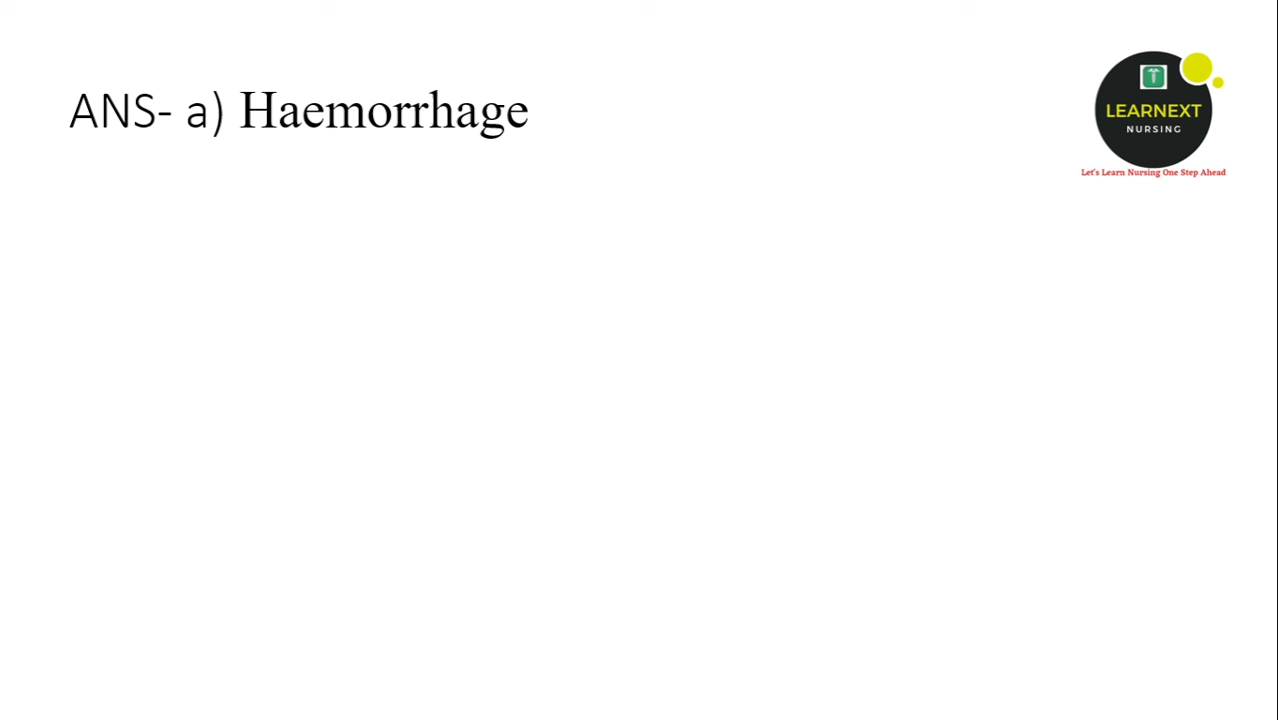 ANS- a) Haemorrhage
LEARNEXT
NURSING
Let's Learn Nursing One Step Ahead